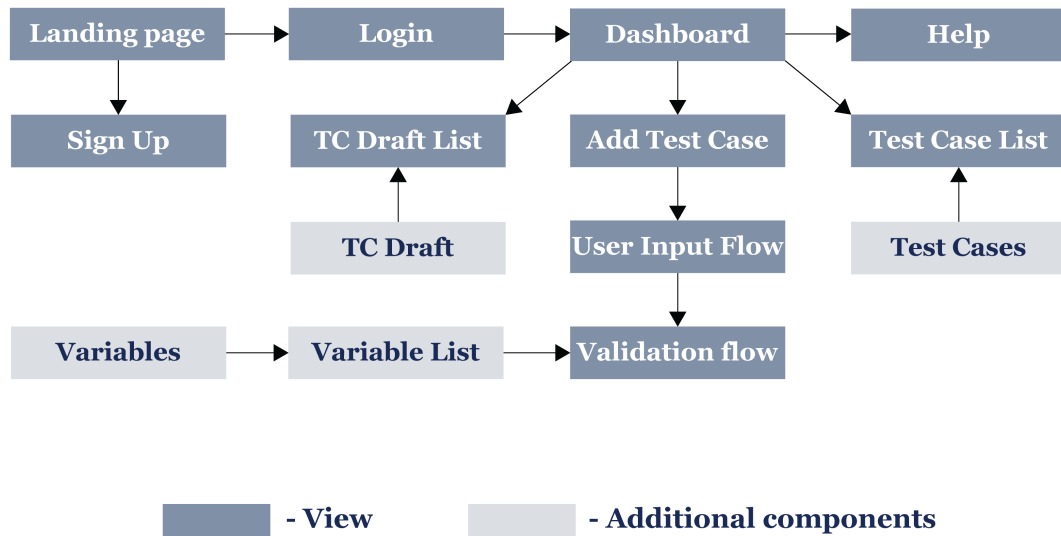 Landing page
Login
Dashboard
Help
Sign Up
TC Draft List
Add Test Case
Test Case List
TC Draft
User Input Flow
Test Cases
Variables
Variable List
Validation flow
- View
- Additional components